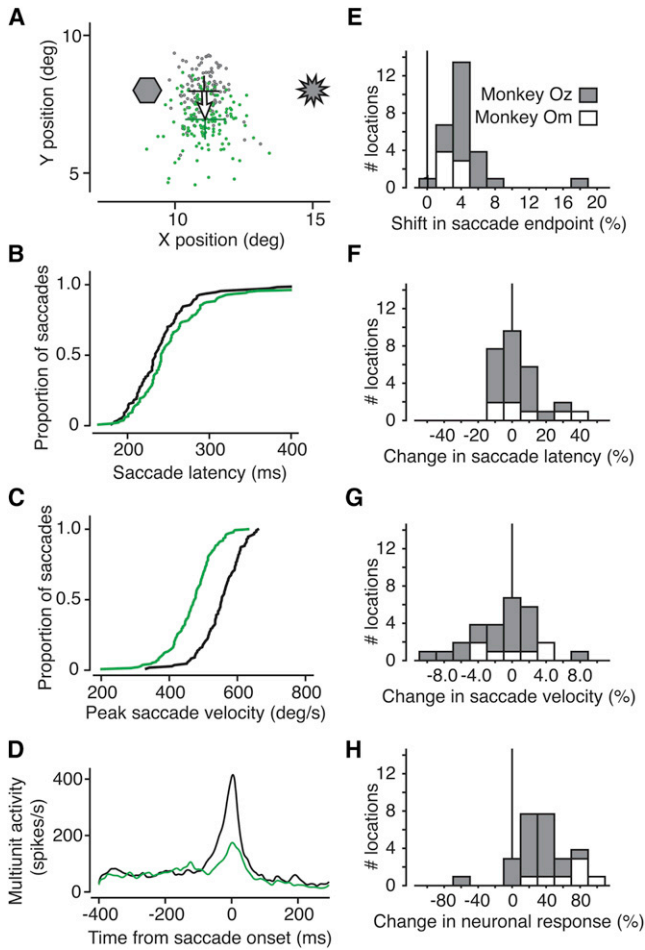 A
10
5
Y position (deg)
10
15
X position (deg)
B
1.0
0.5
0
Proportion of saccades
200
300
400
Saccade latency (ms)
C
1.0
0.5
0
Proportion of saccades
200
400
600
800
Peak saccade velocity (deg/s)
D
400
200
0
Multiunit activity
(spikes/s)
-400
-200
0
200
Time from saccade onset (ms)
E
12
8
4
0
# locations
Monkey Oz
Monkey Om
0
4
8
12
16
20
Shift in saccade endpoint (%)
F
12
8
4
0
# locations
-40
-20
0
20
40
Change in saccade latency (%)
G
12
8
4
0
# locations
-8.0
-4.0
0
4.0
8.0
Change in saccade velocity (%)
H
12
8
4
0
# locations
-80
-40
0
40
80
Change in neuronal response (%)